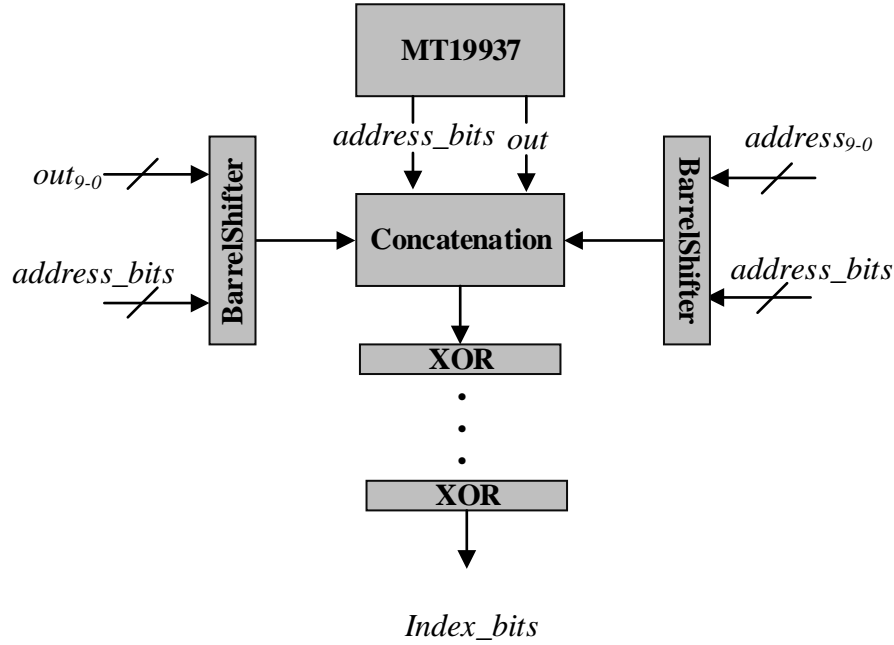 MT19937
address_bits out
out9-0
address_bits
BarrelShifter
Concatenation
BarrelShifter
address9-0
address_bits
XOR
XOR
Index_bits